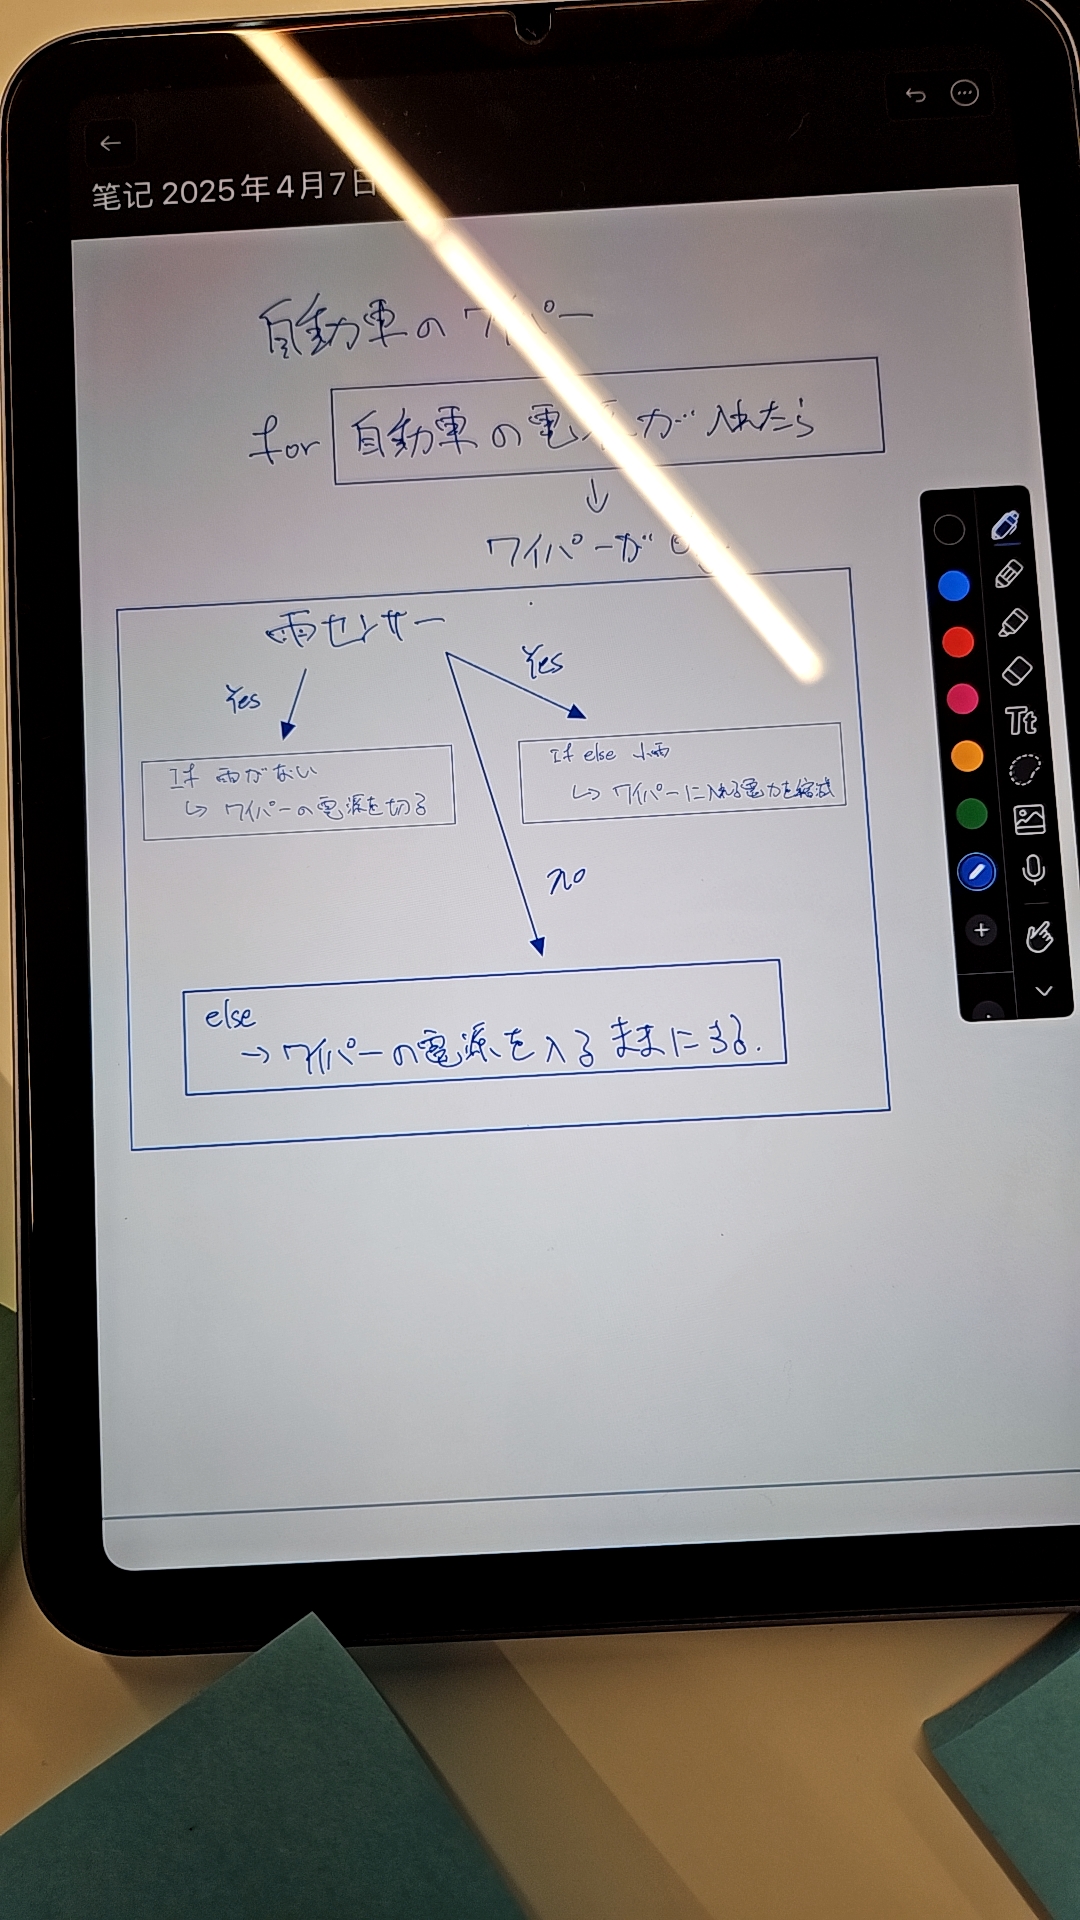 笔记 2025年4月7日
自動車の ワイパー
for 自動車の電源が入れたら
↓
ワイパーが
雨センサー
Yes
Yes
If 雨がない
↳ ワイパーの電源を切る
If else 小雨
↳ ワイパーに入れる電力を縮減
no
else
→ワイパーの電源を入るままにする.
Tt